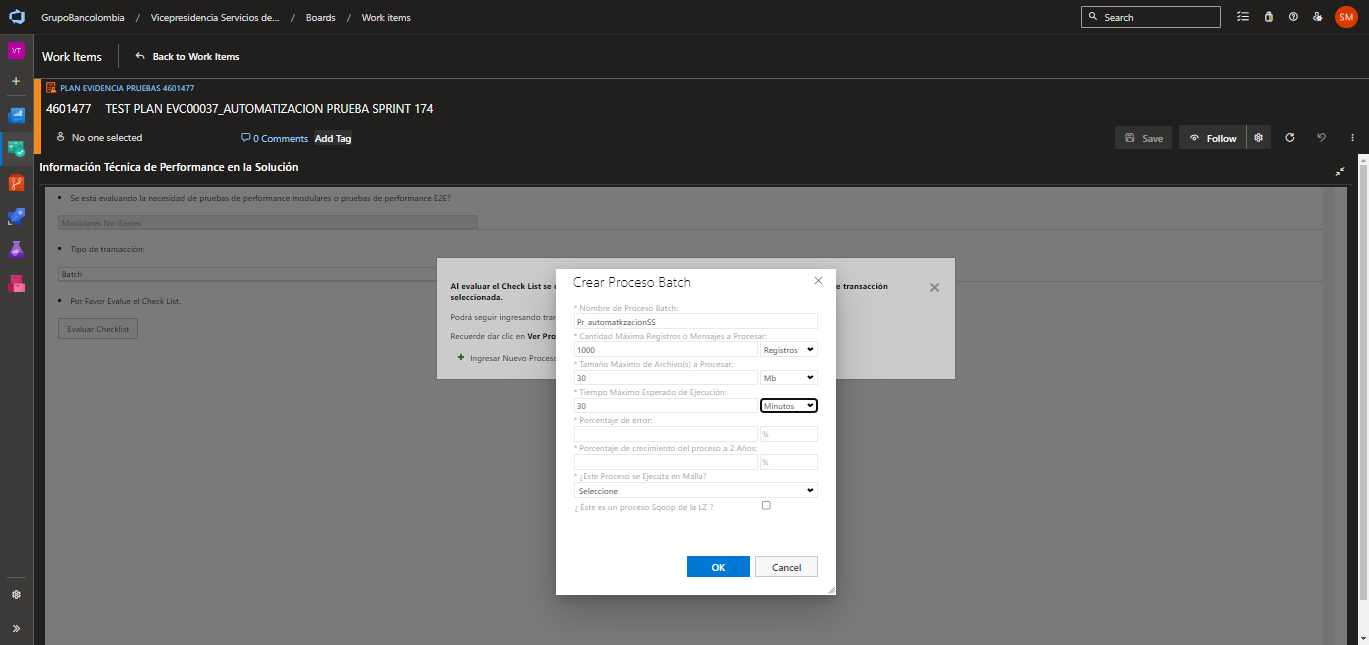 GrupoBancolombia / Vicepresidencia Servicios de... / Boards / Work items
Search
SM
VT
Work Items
Back to Work Items
PLAN EVIDENCIA PRUEBAS 4601477
4601477 TEST PLAN EVC00037_AUTOMATIZACION PRUEBA SPRINT 174
No one selected
0 Comments Add Tag
Save
Follow
Información Técnica de Performance en la Solución
Se está evaluando la necesidad de pruebas de performance modulares o pruebas de performance E2E?
Modulares No iSeries
Tipo de transacción:
Batch
Por Favor Evalue el Check List.
Evaluar Checklist
Al evaluar el Check List se
e transacción
seleccionada.
Podrá seguir ingresando
Recuerde dar clic en Ver
Ingresar Nuevo Proceso
Crear Proceso Batch
* Nombre de Proceso Batch:
Pr_automatkzacionSS
* Cantidad Máxima Registros ó Mensajes a Procesar:
1000 Registros
* Tamaño Máximo de Archivo(s) a Procesar:
30 Mb
* Tiempo Máximo Esperado de Ejecución:
30 Minutos
* Porcentaje de error:
%
* Porcentaje de crecimiento del proceso a 2 Años:
%
* ¿Este Proceso se Ejecuta en Malla?
Seleccione
¿ Éste es un proceso Sqoop de la LZ ?
OK Cancel